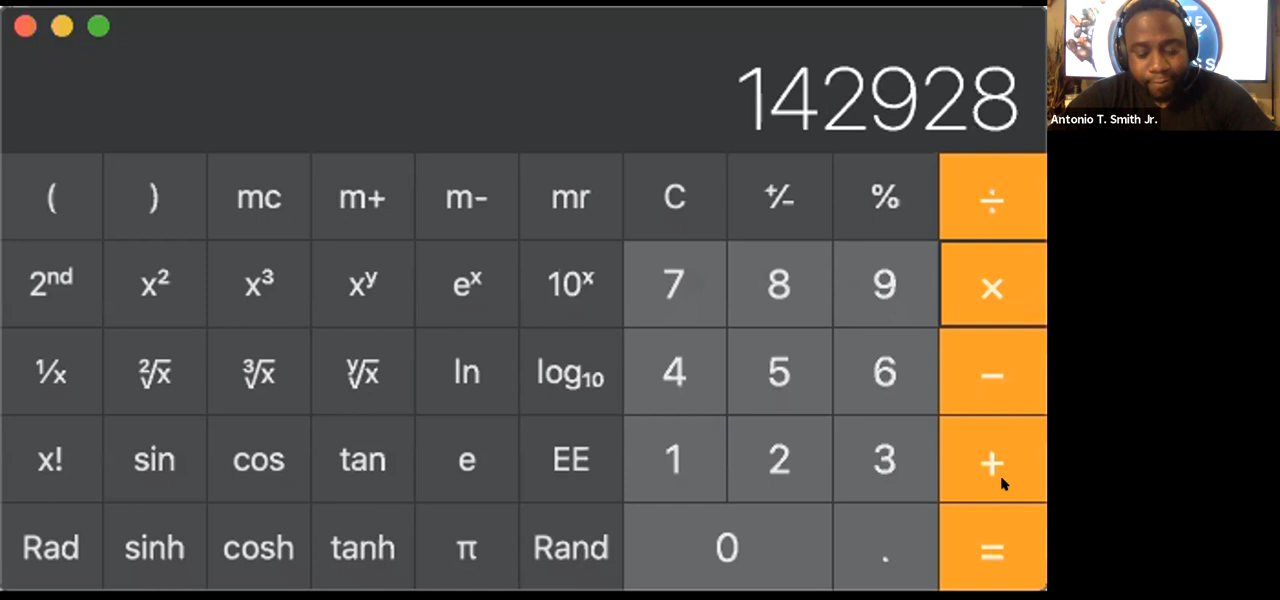 142928
( ) mc m+ m- mr C +/- % ÷
2nd x² x³ xʸ eˣ 10ˣ 7 8 9 ×
1/x ²√x ³√x ʸ√x ln log₁₀ 4 5 6 −
x! sin cos tan e EE 1 2 3 +
Rad sinh cosh tanh π Rand 0 . =
Antonio T. Smith Jr.